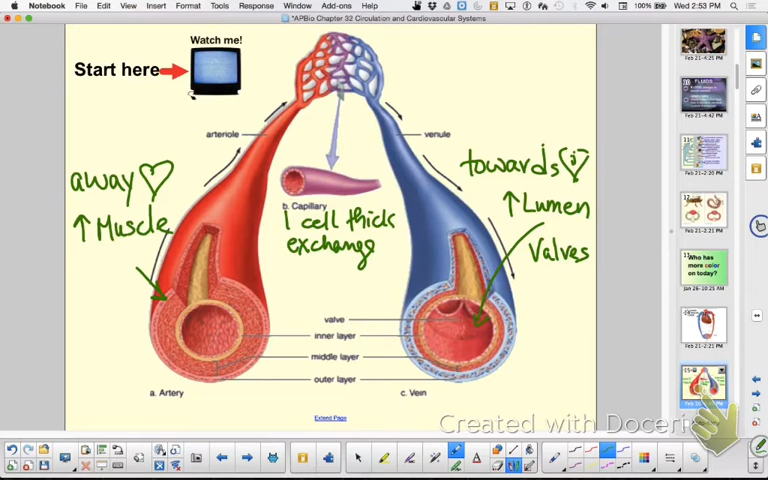 Notebook File Edit View Insert Format Tools Response Window Add-ons Help 100% Wed 2:53 PM
*APBio Chapter 32 Circulation and Cardiovascular Systems
Watch me!
Start here
arteriole
venule
away
↑ Muscle
towards
↑ Lumen
Valves
b. Capillary
1 cell thick
exchange
valve
inner layer
middle layer
outer layer
a. Artery
c. Vein
Extend Page
Created with Doceri
Feb 21-4:25 PM
FLUIDS
Feb 21-4:42 PM
Feb 21-2:20 PM
Feb 21-2:21 PM
Who has
more color
on today?
Jan 26-10:25 AM
Feb 21-2:21 PM